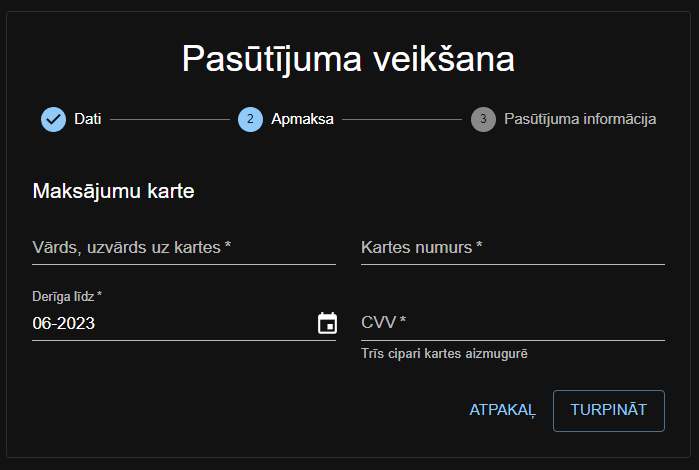 Pasūtījuma veikšana
Dati 2 Apmaksa 3 Pasūtījuma informācija
Maksājumu karte
Vārds, uzvārds uz kartes * Kartes numurs *
Derīga līdz *
06-2023 CVV *
Trīs cipari kartes aizmugurē
ATPAKAĻ TURPINĀT